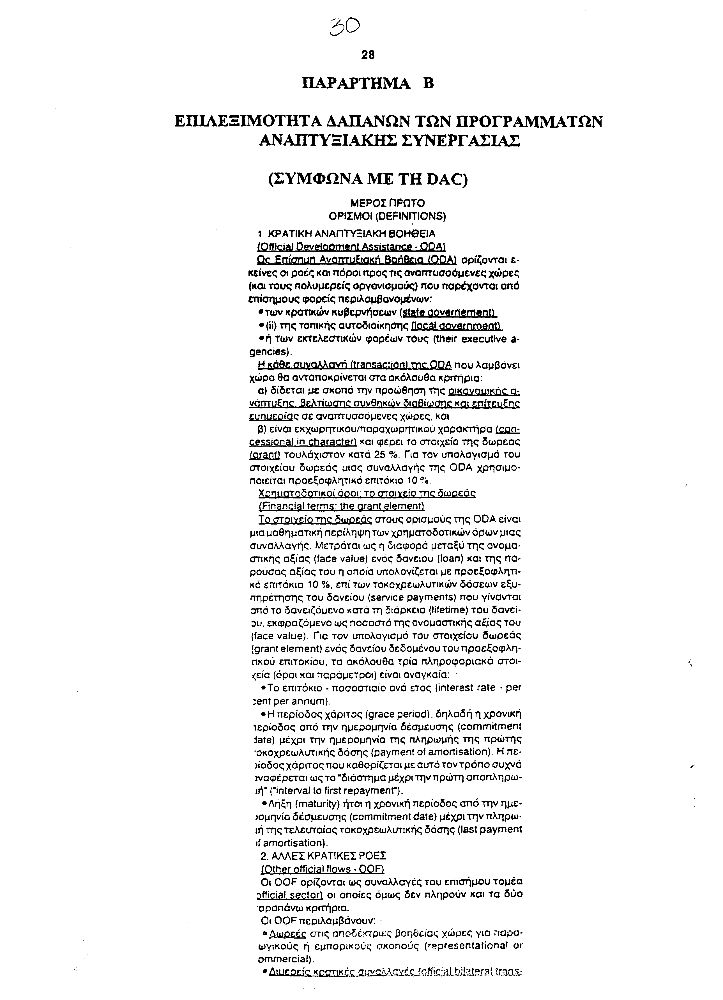 30
28
ΠΑΡΑΡΤΗΜΑ Β
ΕΠΙΛΕΞΙΜΟΤΗΤΑ ΔΑΠΑΝΩΝ ΤΩΝ ΠΡΟΓΡΑΜΜΑΤΩΝ
ΑΝΑΠΤΥΞΙΑΚΗΣ ΣΥΝΕΡΓΑΣΙΑΣ
(ΣΥΜΦΩΝΑ ΜΕ ΤΗ DAC)
ΜΕΡΟΣ ΠΡΩΤΟ
ΟΡΙΣΜΟΙ (DEFINITIONS)
1. ΚΡΑΤΙΚΗ ΑΝΑΠΤΥΞΙΑΚΗ ΒΟΗΘΕΙΑ
(Official Development Assistance - ODA)
Ως Επίσημη Αναπτυξιακή Βοήθεια (ODA) ορίζονται ε-
κείνες οι ροές και πόροι προς τις αναπτυσσόμενες χώρες
(και τους πολυμερείς οργανισμούς) που παρέχονται από
επίσημους φορείς περιλαμβανομένων:
•των κρατικών κυβερνήσεων (state governement)
•(ii) της τοπικής αυτοδιοίκησης (local government)
•ή των εκτελεστικών φορέων τους (their executive a-
gencies).
Η κάθε συναλλαγή (transaction) της ODA που λαμβάνει
χώρα θα ανταποκρίνεται στα ακόλουθα κριτήρια:
α) δίδεται με σκοπό την προώθηση της οικονομικής α-
νάπτυξης, βελτίωσης συνθηκών διαβίωσης και επίτευξης
ευημερίας σε αναπτυσσόμενες χώρες, και
β) είναι εκχωρητικού/παραχωρητικού χαρακτήρα (con-
cessional in character) και φέρει το στοιχείο της δωρεάς
(grant) τουλάχιστον κατά 25 %. Για τον υπολογισμό του
στοιχείου δωρεάς μιας συναλλαγής της ODA χρησιμο-
ποιείται προεξοφλητικό επιτόκιο 10 %.
Χρηματοδοτικοί όροι: το στοιχείο της δωρεάς
(Financial terms: the grant element)
Το στοιχείο της δωρεάς στους ορισμούς της ODA είναι
μια μαθηματική περίληψη των χρηματοδοτικών όρων μιας
συναλλαγής. Μετράται ως η διαφορά μεταξύ της ονομα-
στικής αξίας (face value) ενός δανείου (loan) και της πα-
ρούσας αξίας του η οποία υπολογίζεται με προεξοφλητι-
κό επιτόκιο 10 %, επί των τοκοχρεωλυτικών δόσεων εξυ-
πηρέτησης του δανείου (service payments) που γίνονται
από το δανειζόμενο κατά τη διάρκεια (lifetime) του δανεί-
ου, εκφραζόμενο ως ποσοστό της ονομαστικής αξίας του
(face value). Για τον υπολογισμό του στοιχείου δωρεάς
(grant element) ενός δανείου δεδομένου του προεξοφλη-
τικού επιτοκίου, τα ακόλουθα τρία πληροφοριακά στοι-
χεία (όροι και παράμετροι) είναι αναγκαία:
•Το επιτόκιο - ποσοστιαίο ανά έτος (interest rate - per
cent per annum).
•Η περίοδος χάριτος (grace period), δηλαδή η χρονική
περίοδος από την ημερομηνία δέσμευσης (commitment
date) μέχρι την ημερομηνία της πληρωμής της πρώτης
τοκοχρεωλυτικής δόσης (payment of amortisation). Η πε-
ρίοδος χάριτος που καθορίζεται με αυτό τον τρόπο συχνά
αναφέρεται ως το "διάστημα μέχρι την πρώτη αποπληρω-
μή" ("interval to first repayment").
•Λήξη (maturity) ήτοι η χρονική περίοδος από την ημε-
ρομηνία δέσμευσης (commitment date) μέχρι την πληρω-
μή της τελευταίας τοκοχρεωλυτικής δόσης (last payment
of amortisation).
2. ΑΛΛΕΣ ΚΡΑΤΙΚΕΣ ΡΟΕΣ
(Other official flows - OOF)
Οι OOF ορίζονται ως συναλλαγές του επισήμου τομέα
official sector) οι οποίες όμως δεν πληρούν και τα δύο
παραπάνω κριτήρια.
Οι OOF περιλαμβάνουν:
•Δωρεές στις αποδέκτριες βοηθείας χώρες για παρα-
ωγικούς ή εμπορικούς σκοπούς (representational or
ommercial).
•Διμερείς κρατικές συναλλαγές (official bilateral trans-